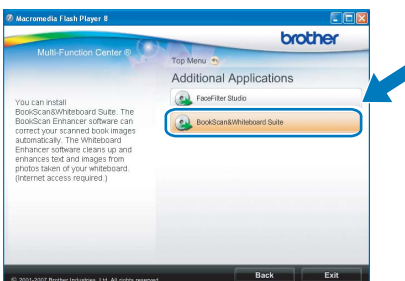 Macromedia Flash Player 8
brother
Multi-Function Center ®
Top Menu
Additional Applications
FaceFilter Studio
BookScan&Whiteboard Suite
You can install
BookScan&Whiteboard Suite. The
BookScan Enhancer software can
correct your scanned book images
automatically. The Whiteboard
Enhancer software cleans up and
enhances text and images from
photos taken of your whiteboard.
(Internet access required.)
Back
Exit
© 2001-2007 Brother Industries, Ltd. All rights reserved.